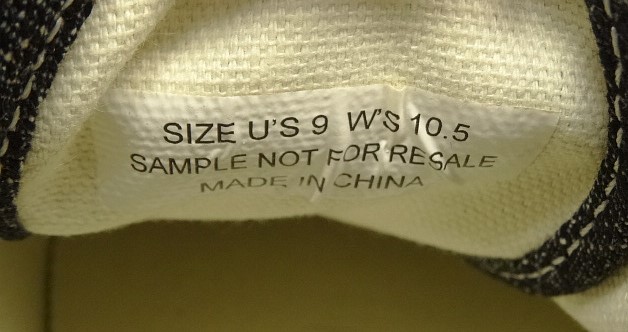 SIZE U'S 9 W'S 10.5
SAMPLE NOT FOR RESALE
MADE IN CHINA